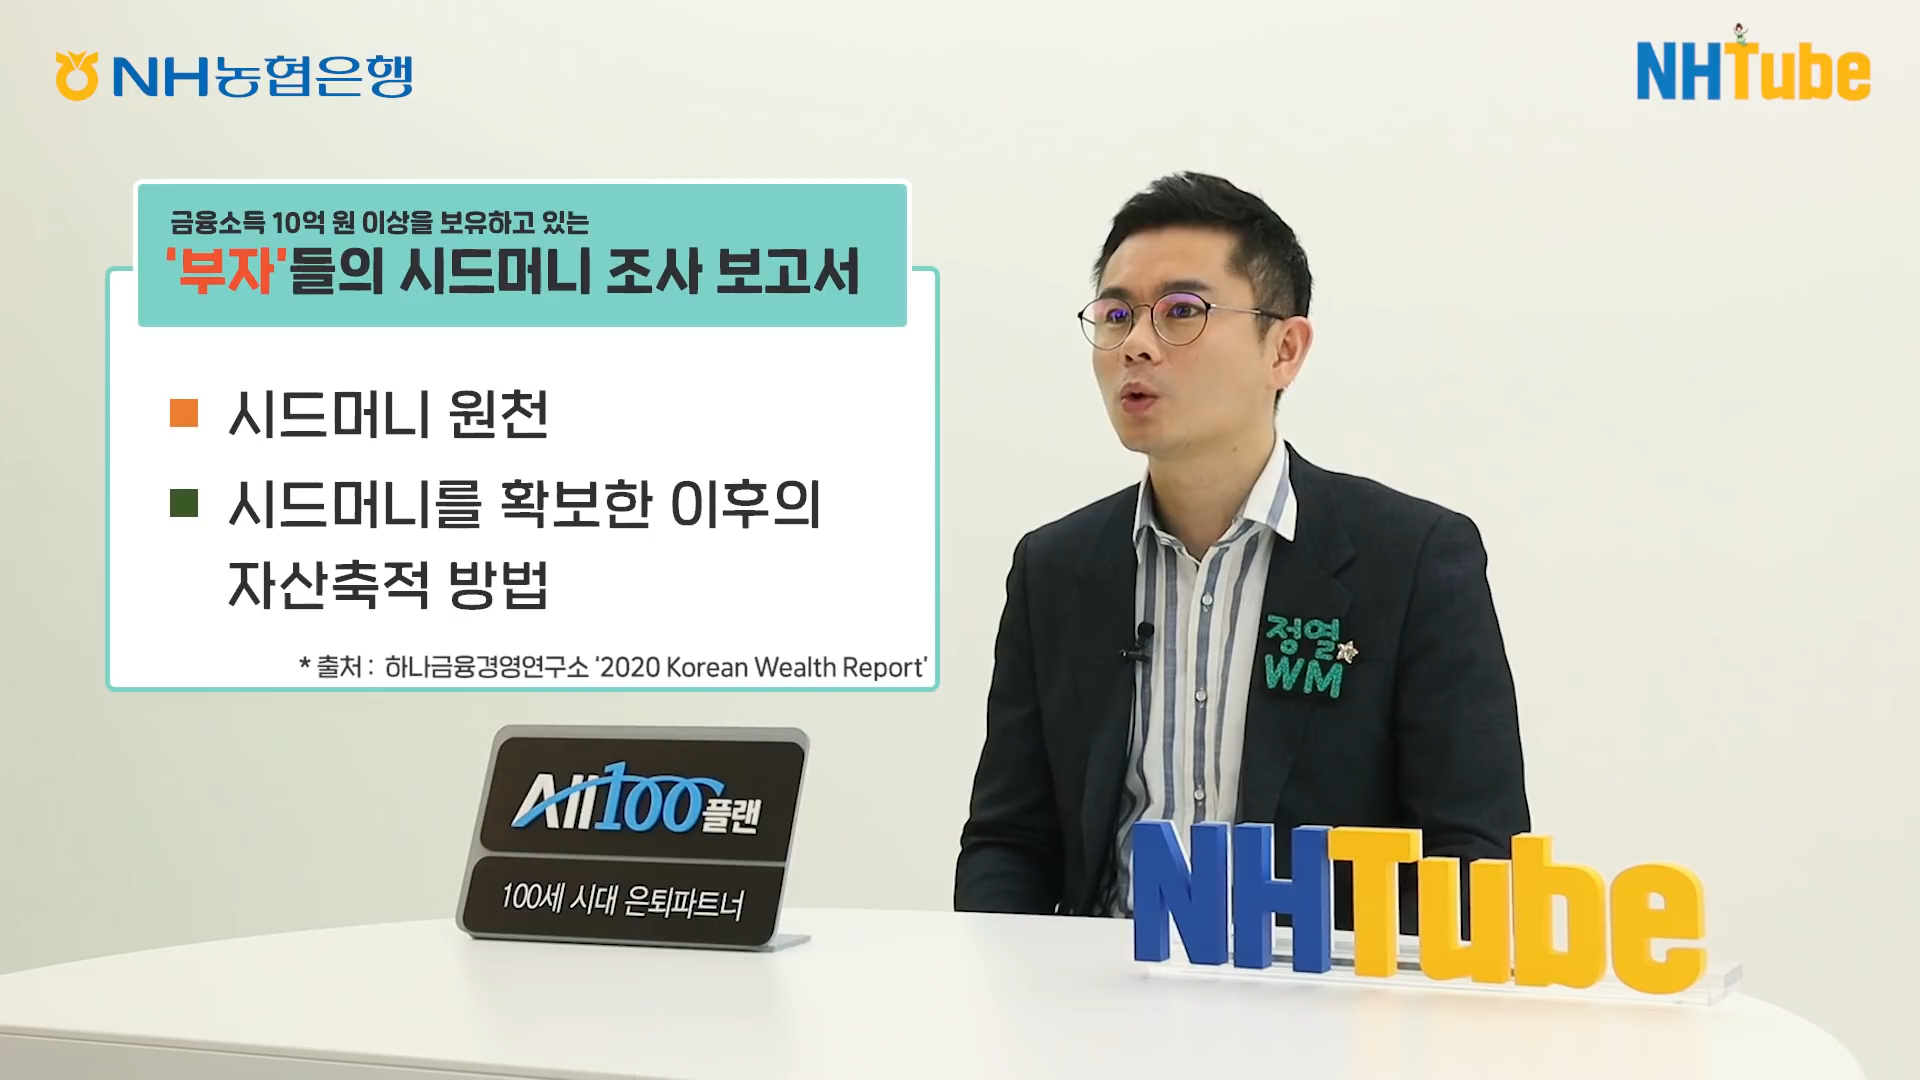 NH농협은행
NHTube
금융소득 10억 원 이상을 보유하고 있는
'부자'들의 시드머니 조사 보고서
시드머니 원천
시드머니를 확보한 이후의
자산축적 방법
* 출처 : 하나금융경영연구소 '2020 Korean Wealth Report'
정열
WM
All100플랜
100세 시대 은퇴파트너
NHTube